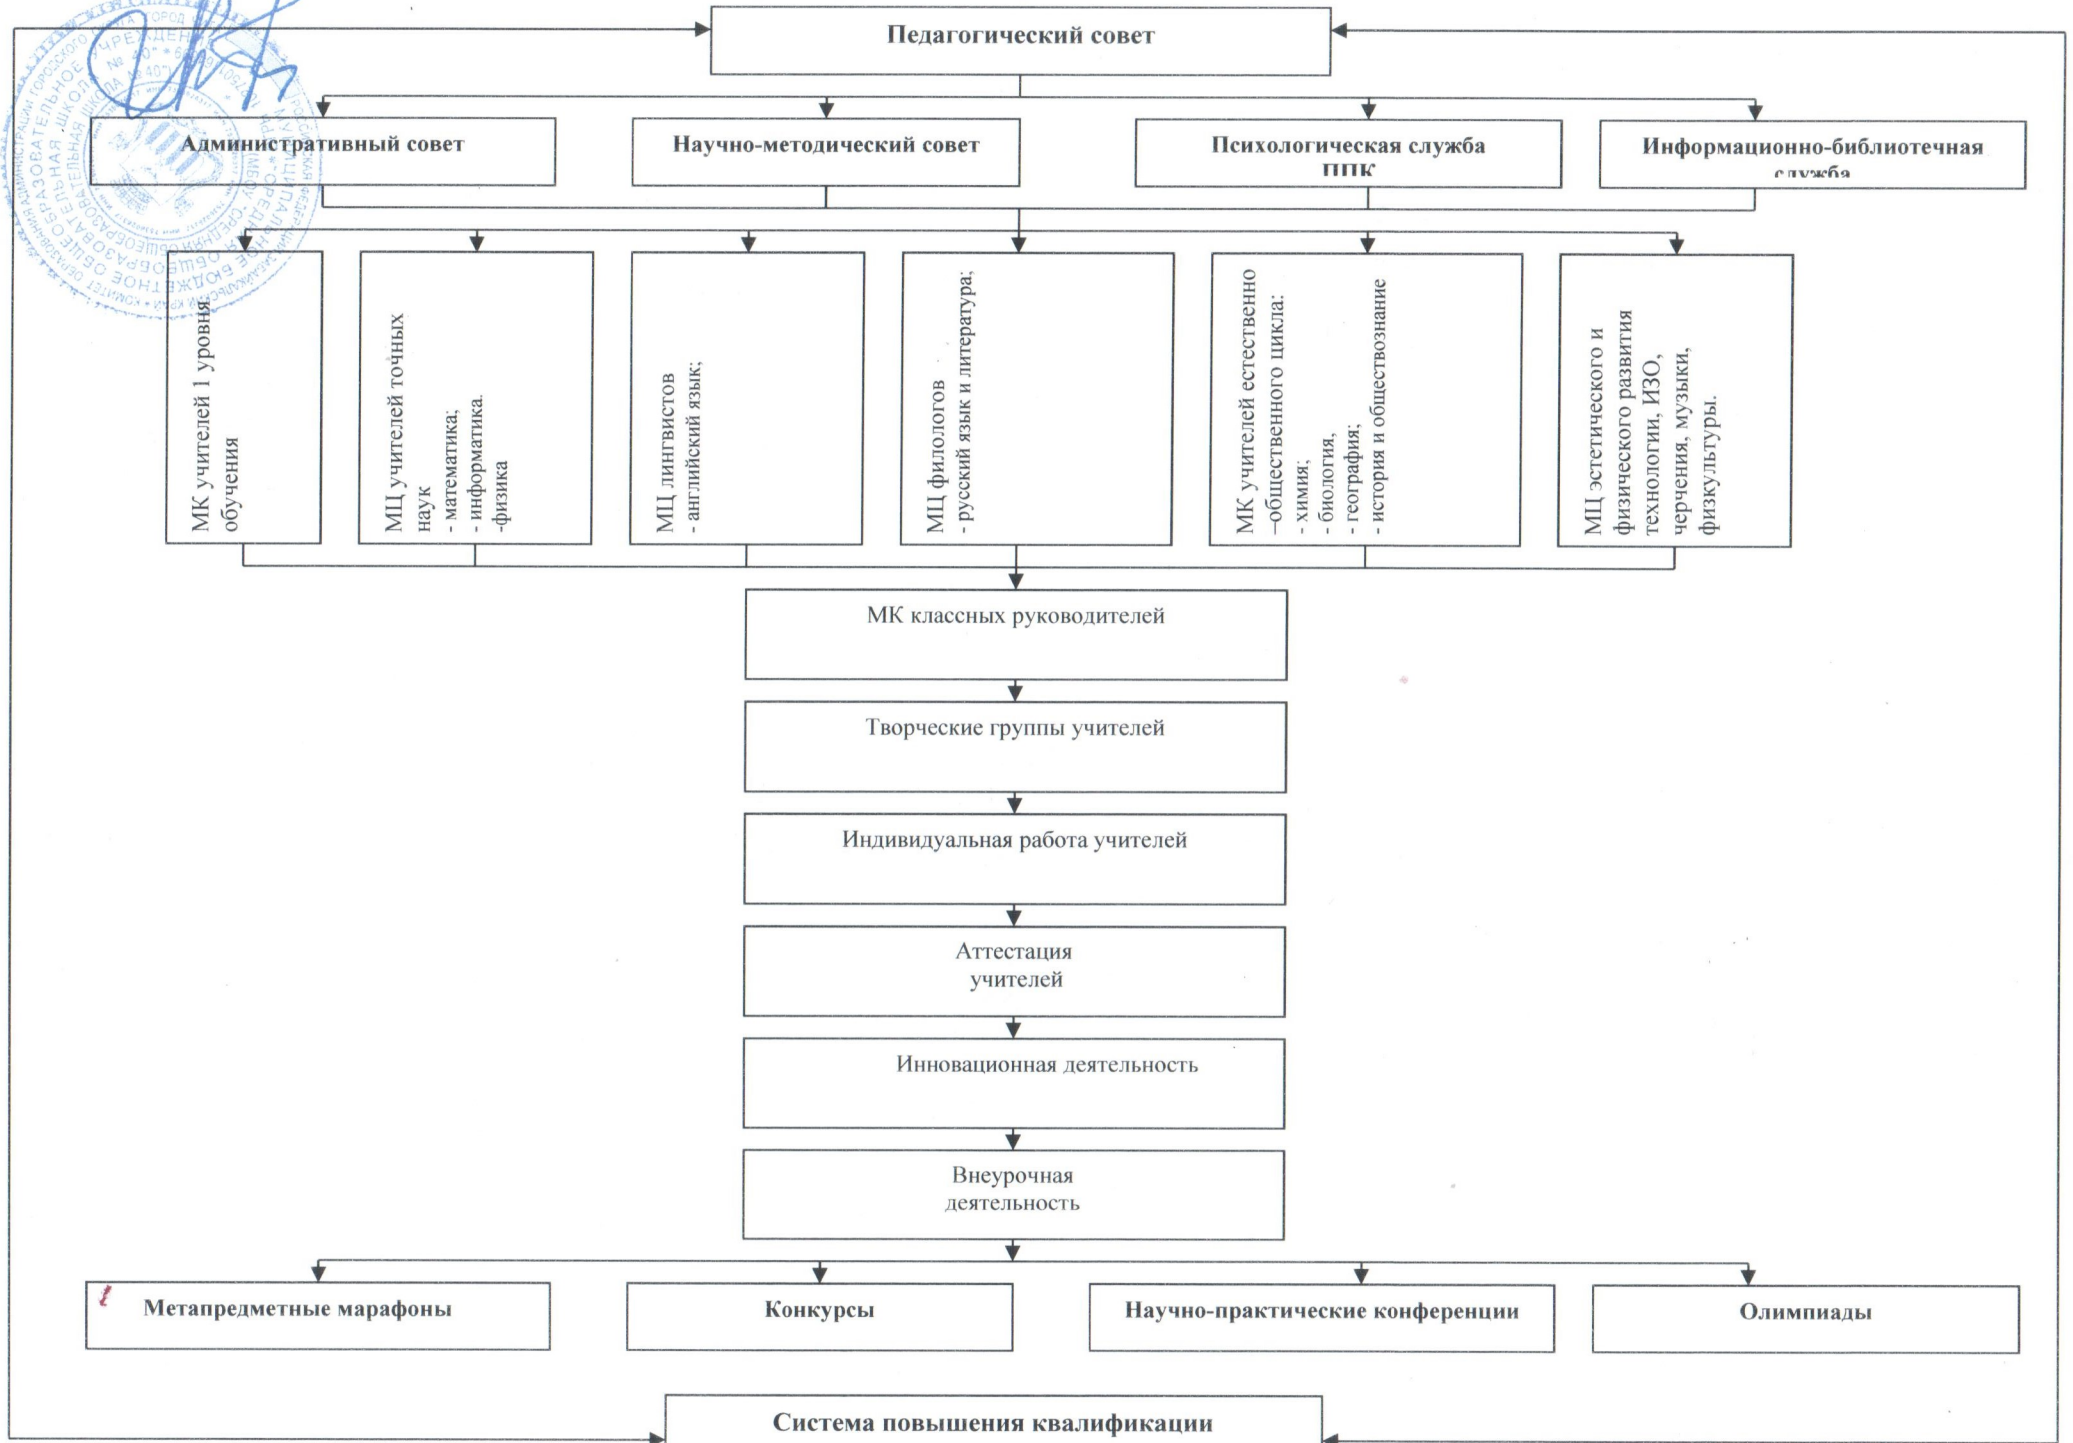 Педагогический совет
Административный совет
Научно-методический совет
Психологическая служба
ППК
Информационно-библиотечная
служба
МК учителей 1 уровня
обучения
МЦ учителей точных
наук
- математика;
- информатика.
-физика
МЦ лингвистов
- английский язык;
МЦ филологов
- русский язык и литература;
МК учителей естественно
–общественного цикла:
- химия;
- биология,
- география;
- история и обществознание
МЦ эстетического и
физического развития
технологии, ИЗО,
черчения, музыки,
физкультуры.
МК классных руководителей
Творческие группы учителей
Индивидуальная работа учителей
Аттестация
учителей
Инновационная деятельность
Внеурочная
деятельность
Метапредметные марафоны
Конкурсы
Научно-практические конференции
Олимпиады
Система повышения квалификации